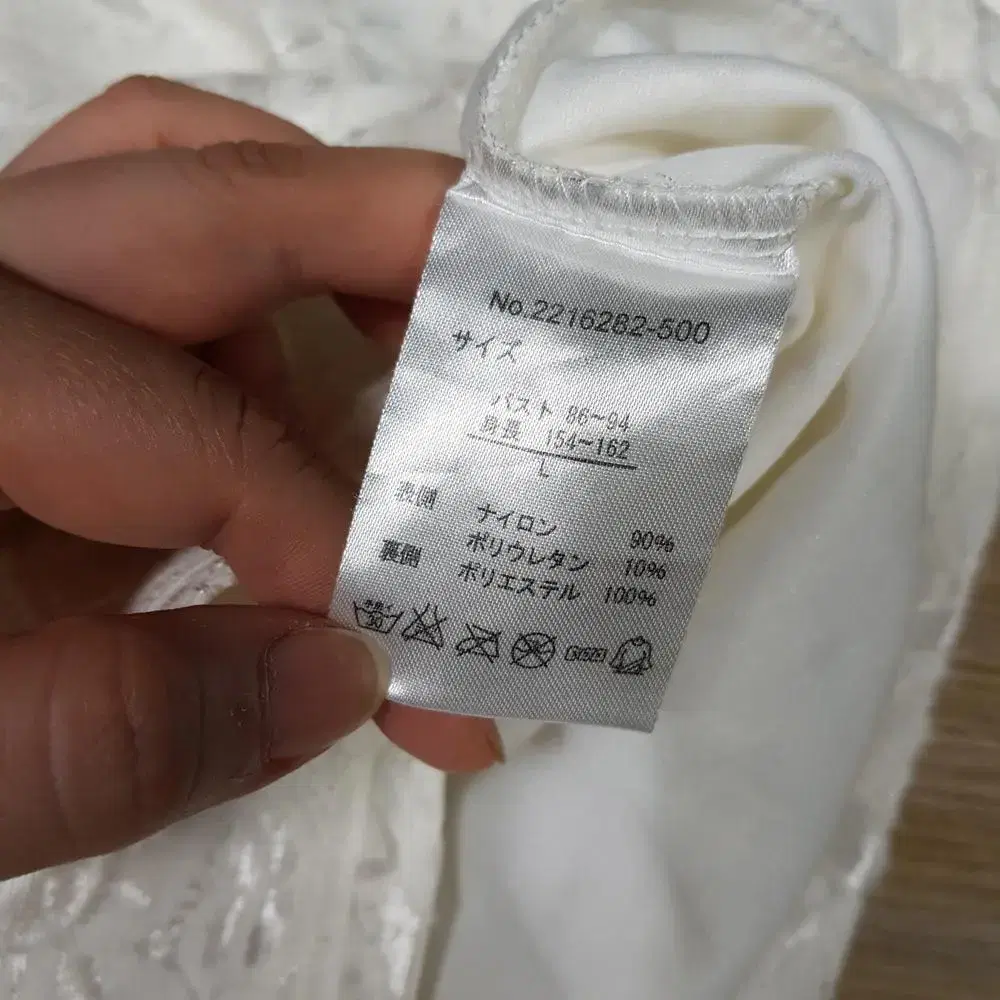 No.2216282-500
サイズ
バスト 86~94
身長 154~162
L
表側 ナイロン 90%
ポリウレタン 10%
裏側 ポリエステル 100%
30